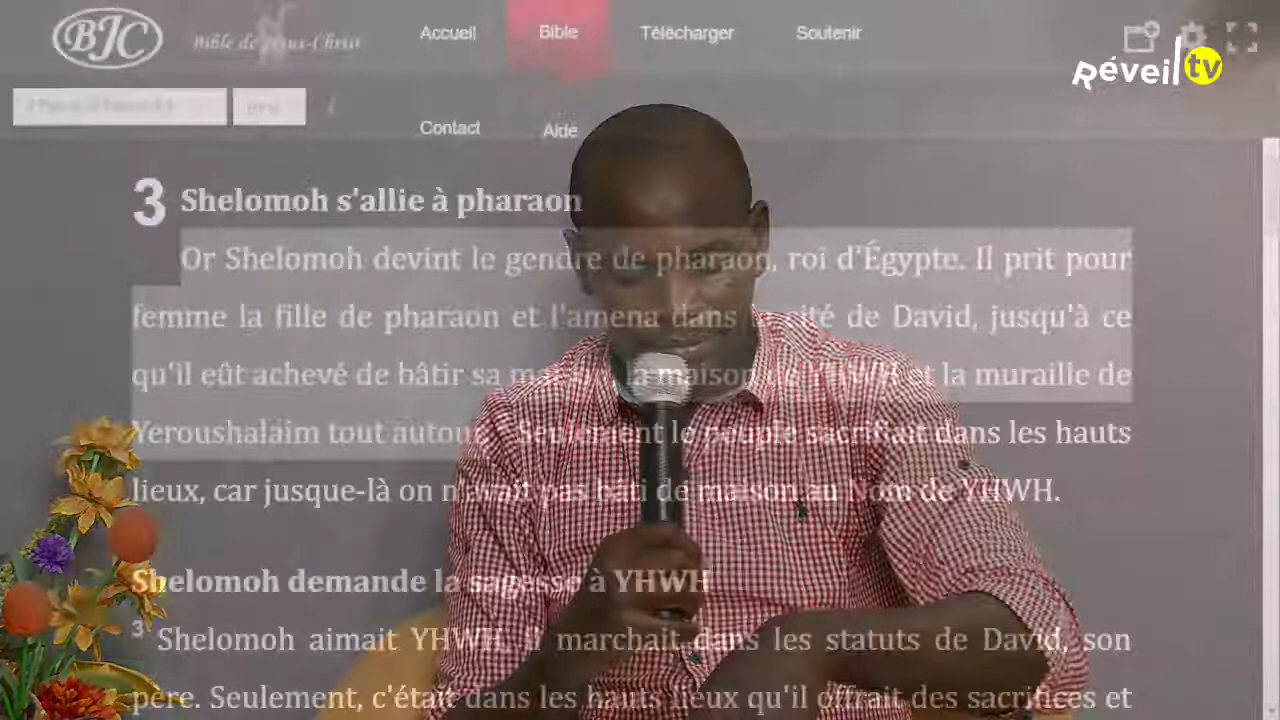 BJC
Bible de Jésus-Christ
Accueil
Bible
Télécharger
Soutenir
Réveil tv
Contact
Aide
3 Shelomoh s'allie à pharaon
Or Shelomoh devint le gendre de pharaon, roi d'Égypte. Il prit pour
femme la fille de pharaon et l'amena dans la cité de David, jusqu'à ce
qu'il eût achevé de bâtir sa maison, la maison de YHWH et la muraille de
Yeroushalaim tout autour. Seulement le peuple sacrifiait dans les hauts
lieux, car jusque-là on n'avait pas bâti de maison au Nom de YHWH.
Shelomoh demande la sagesse à YHWH
3 Shelomoh aimait YHWH, il marchait dans les statuts de David, son
père. Seulement, c'était dans les hauts lieux qu'il offrait des sacrifices et